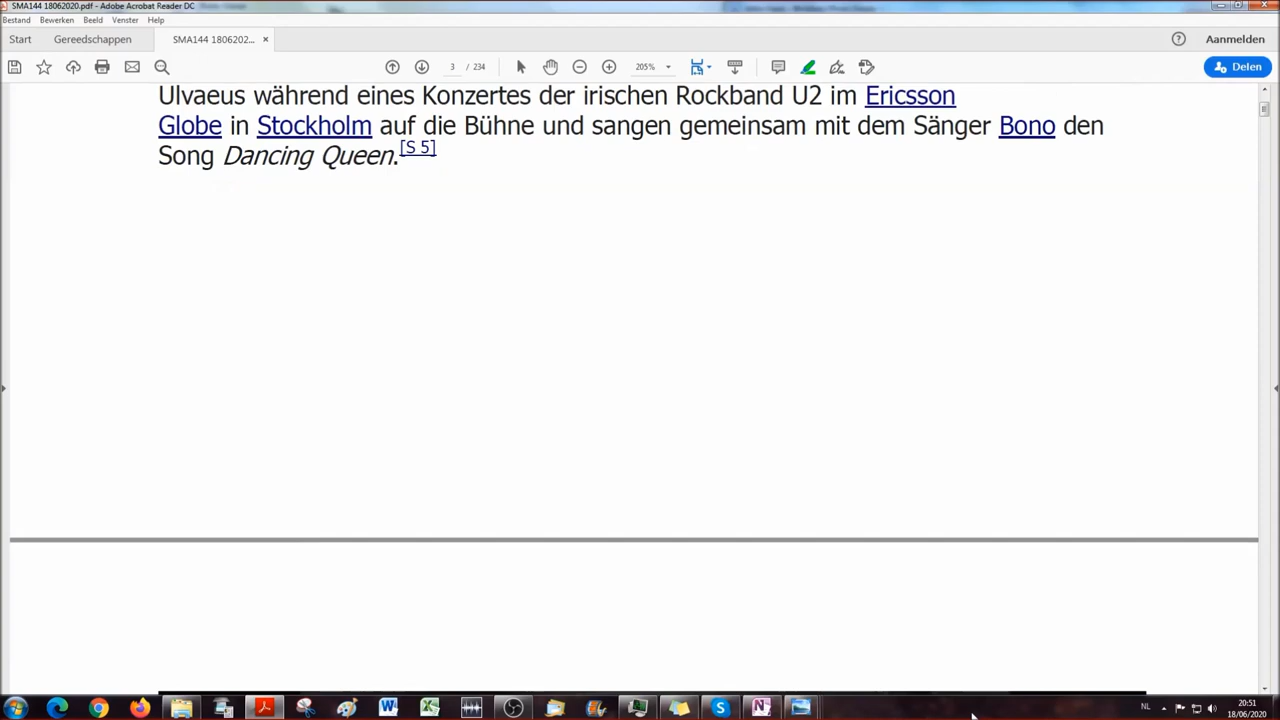 SMA144 18062020.pdf - Adobe Acrobat Reader DC
Bestand Bewerken Beeld Venster Help
Start Gereedschappen SMA144 1806202... × Aanmelden
3 / 234 205% Delen
Ulvaeus während eines Konzertes der irischen Rockband U2 im Ericsson
Globe in Stockholm auf die Bühne und sangen gemeinsam mit dem Sänger Bono den
Song Dancing Queen.[S 5]
NL 20:51
18/06/2020